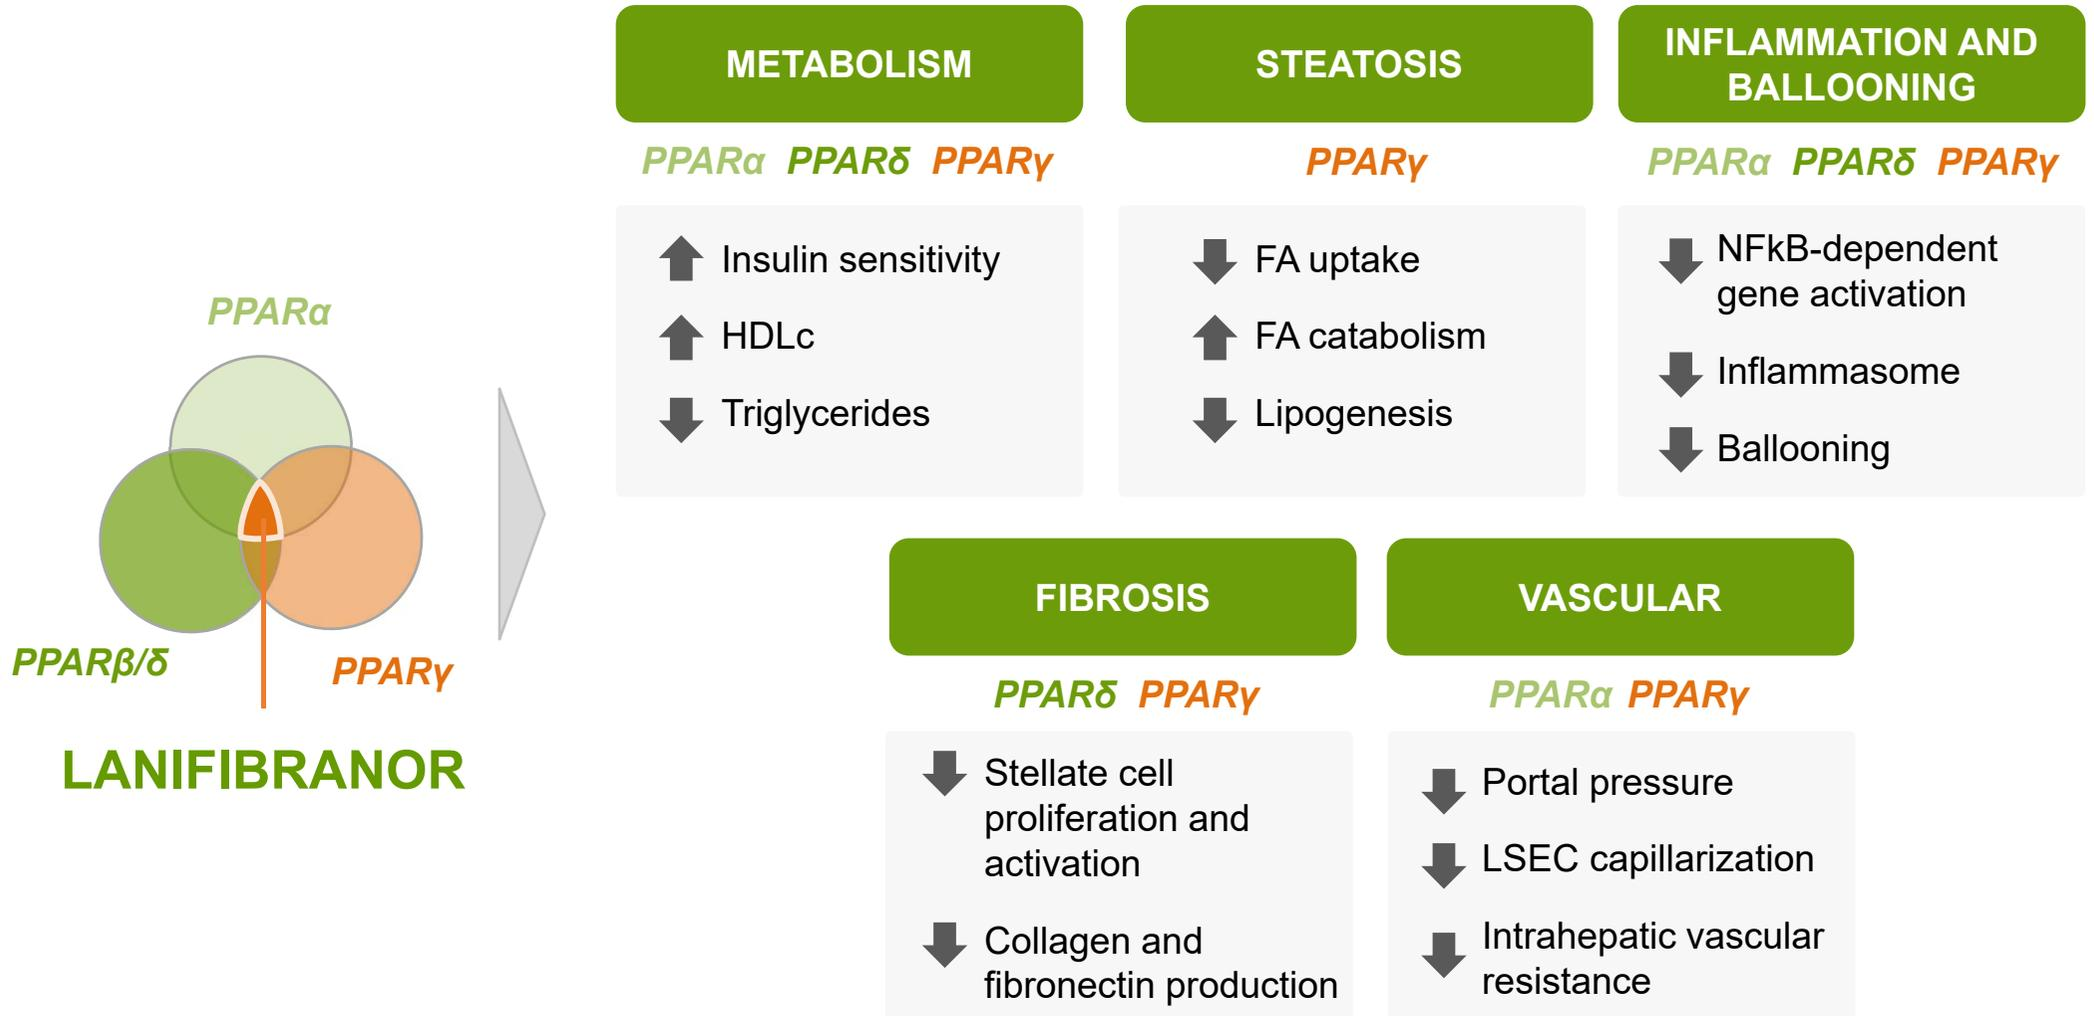 PPARα
PPARβ/δ
PPARγ
LANIFIBRANOR
METABOLISM
PPARα PPARδ PPARγ
Insulin sensitivity
HDLc
Triglycerides
STEATOSIS
PPARγ
FA uptake
FA catabolism
Lipogenesis
INFLAMMATION AND
BALLOONING
PPARα PPARδ PPARγ
NFkB-dependent
gene activation
Inflammasome
Ballooning
FIBROSIS
PPARδ PPARγ
Stellate cell
proliferation and
activation
Collagen and
fibronectin production
VASCULAR
PPARα PPARγ
Portal pressure
LSEC capillarization
Intrahepatic vascular
resistance